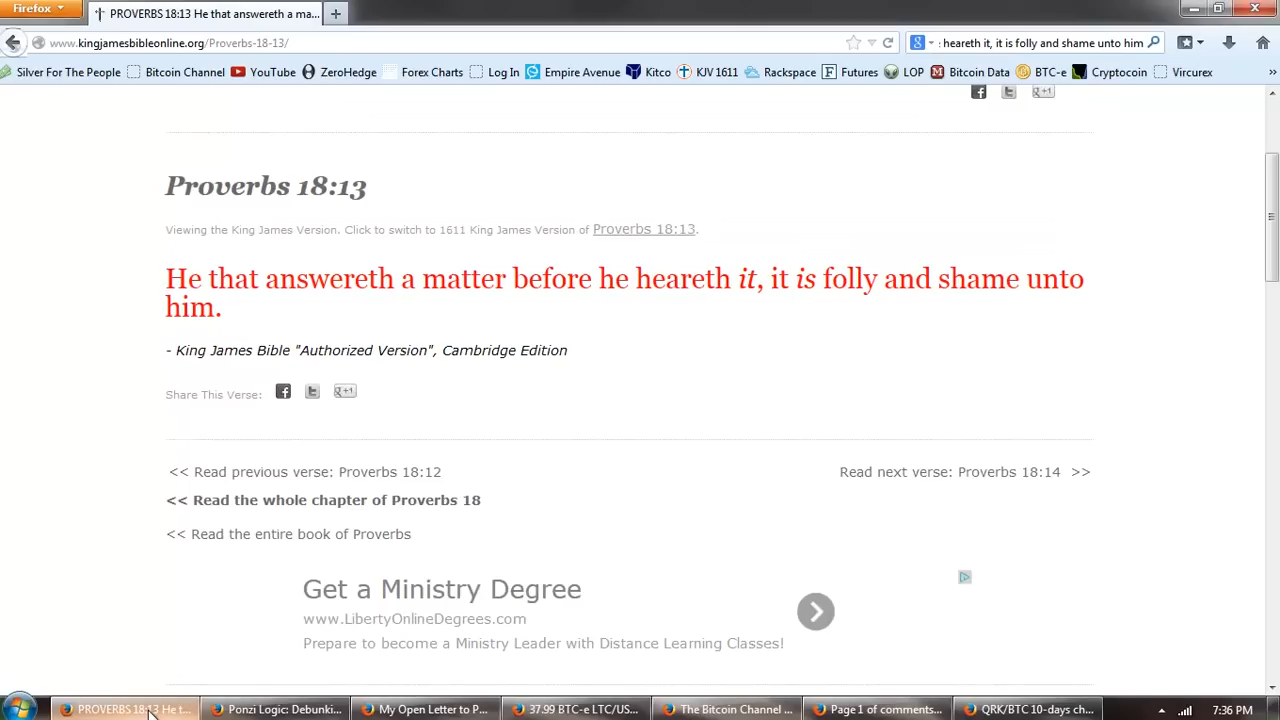 Firefox
PROVERBS 18:13 He that answereth a ma...
www.kingjamesbibleonline.org/Proverbs-18-13/
: heareth it, it is folly and shame unto him
Silver For The People Bitcoin Channel YouTube ZeroHedge Forex Charts Log In Empire Avenue Kitco KJV 1611 Rackspace Futures LOP Bitcoin Data BTC-e Cryptocoin Vircurex »
Proverbs 18:13
Viewing the King James Version. Click to switch to 1611 King James Version of Proverbs 18:13.
He that answereth a matter before he heareth it, it is folly and shame unto
him.
- King James Bible "Authorized Version", Cambridge Edition
Share This Verse:
<< Read previous verse: Proverbs 18:12
Read next verse: Proverbs 18:14 >>
<< Read the whole chapter of Proverbs 18
<< Read the entire book of Proverbs
Get a Ministry Degree
www.LibertyOnlineDegrees.com
Prepare to become a Ministry Leader with Distance Learning Classes!
PROVERBS 18:13 He t... Ponzi Logic: Debunki... My Open Letter to P... 37.99 BTC-e LTC/US... The Bitcoin Channel ... Page 1 of comments... QRK/BTC 10-days ch... 7:36 PM